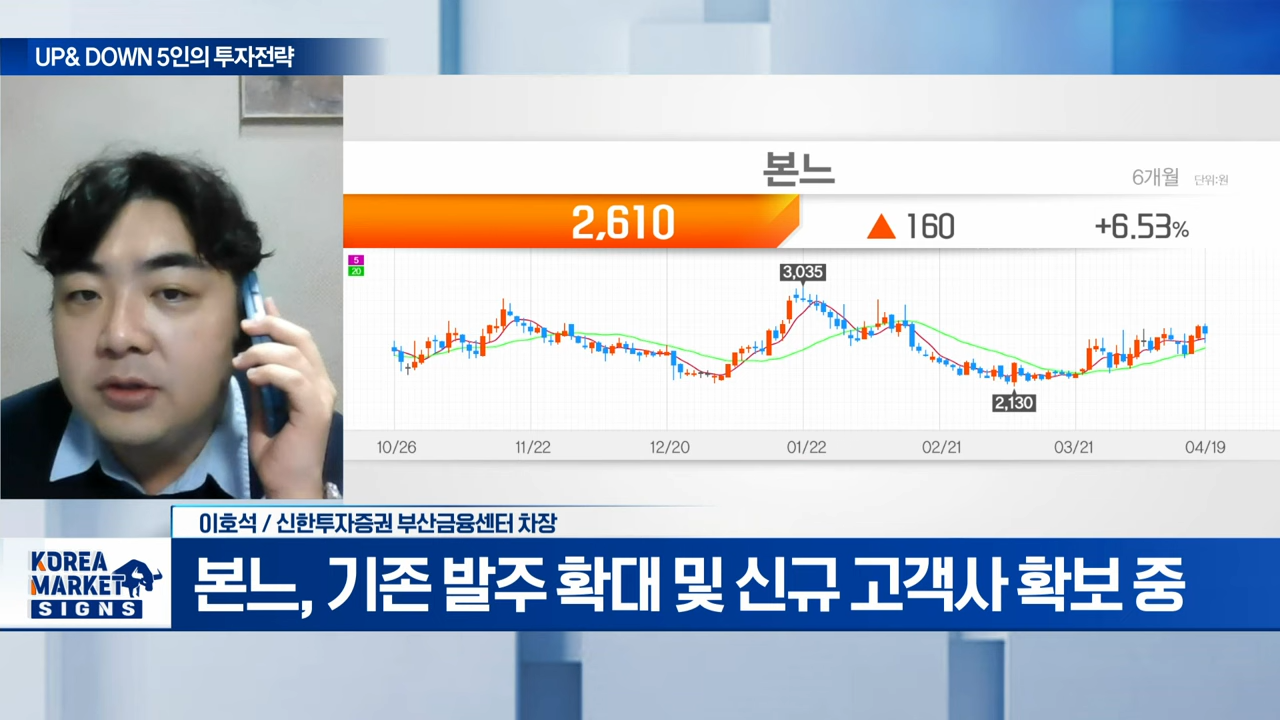 UP& DOWN 5인의 투자전략
본느
6개월 단위:원
2,610 ▲ 160 +6.53%
5
20
3,035
2,130
10/26 11/22 12/20 01/22 02/21 03/21 04/19
이호석 / 신한투자증권 부산금융센터 차장
KOREA
MARKET
SIGNS
본느, 기존 발주 확대 및 신규 고객사 확보 중